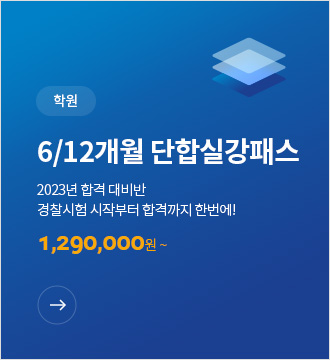 학원
6/12개월 단합실강패스
2023년 합격 대비반
경찰시험 시작부터 합격까지 한번에!
1,290,000원 ~